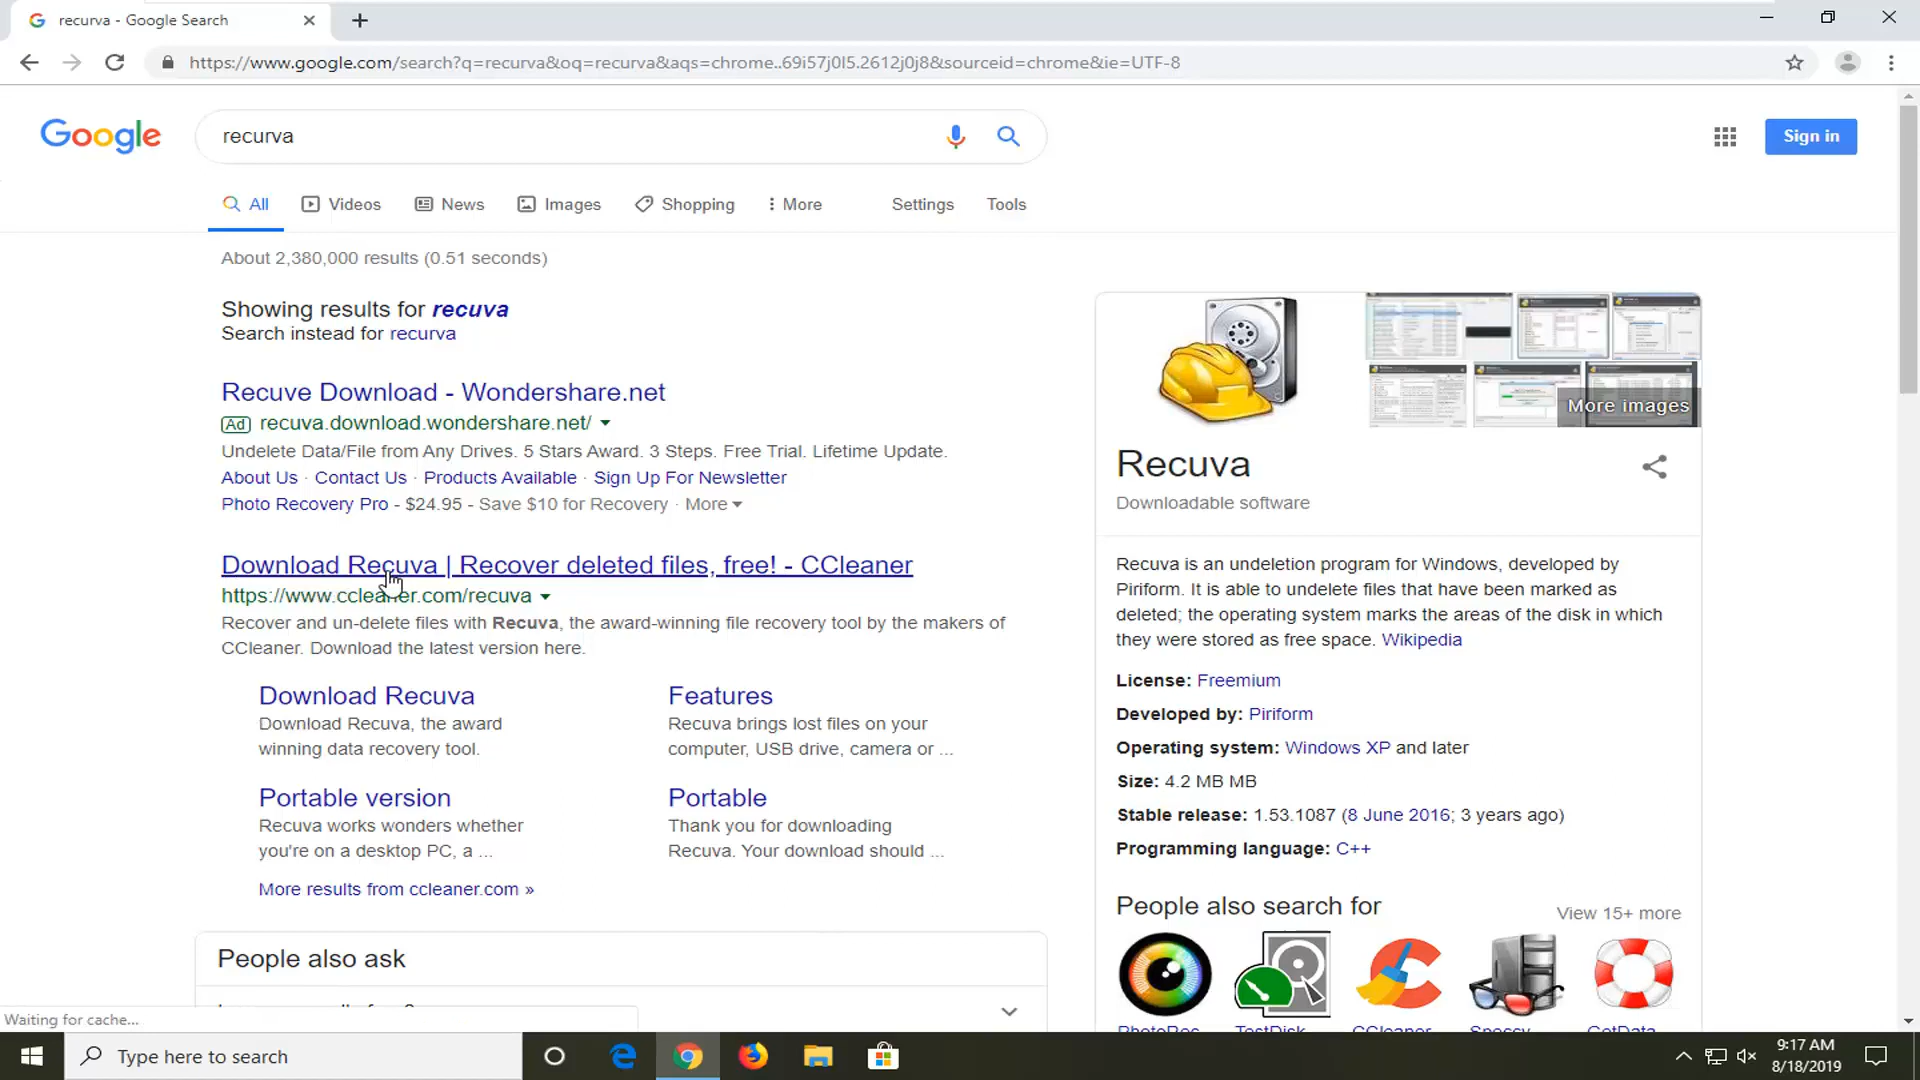 recurva - Google Search
https://www.google.com/search?q=recurva&oq=recurva&aqs=chrome..69i57j0l5.2612j0j8&sourceid=chrome&ie=UTF-8
Google
recurva
Sign in
All
Videos
News
Images
Shopping
More
Settings
Tools
About 2,380,000 results (0.51 seconds)
Showing results for recuva
Search instead for recurva
Recuve Download - Wondershare.net
Ad recuva.download.wondershare.net/
Undelete Data/File from Any Drives. 5 Stars Award. 3 Steps. Free Trial. Lifetime Update.
About Us · Contact Us · Products Available · Sign Up For Newsletter
Photo Recovery Pro - $24.95 - Save $10 for Recovery · More
Download Recuva | Recover deleted files, free! - CCleaner
https://www.ccleaner.com/recuva
Recover and un-delete files with Recuva, the award-winning file recovery tool by the makers of
CCleaner. Download the latest version here.
Download Recuva
Download Recuva, the award
winning data recovery tool.
Features
Recuva brings lost files on your
computer, USB drive, camera or ...
Portable version
Recuva works wonders whether
you're on a desktop PC, a ...
Portable
Thank you for downloading
Recuva. Your download should ...
More results from ccleaner.com »
People also ask
More images
Recuva
Downloadable software
Recuva is an undeletion program for Windows, developed by
Piriform. It is able to undelete files that have been marked as
deleted; the operating system marks the areas of the disk in which
they were stored as free space. Wikipedia
License: Freemium
Developed by: Piriform
Operating system: Windows XP and later
Size: 4.2 MB MB
Stable release: 1.53.1087 (8 June 2016; 3 years ago)
Programming language: C++
People also search for
View 15+ more
PhotoRec
TestDisk
CCleaner
Speccy
GetData
Waiting for cache...
Type here to search
9:17 AM
8/18/2019